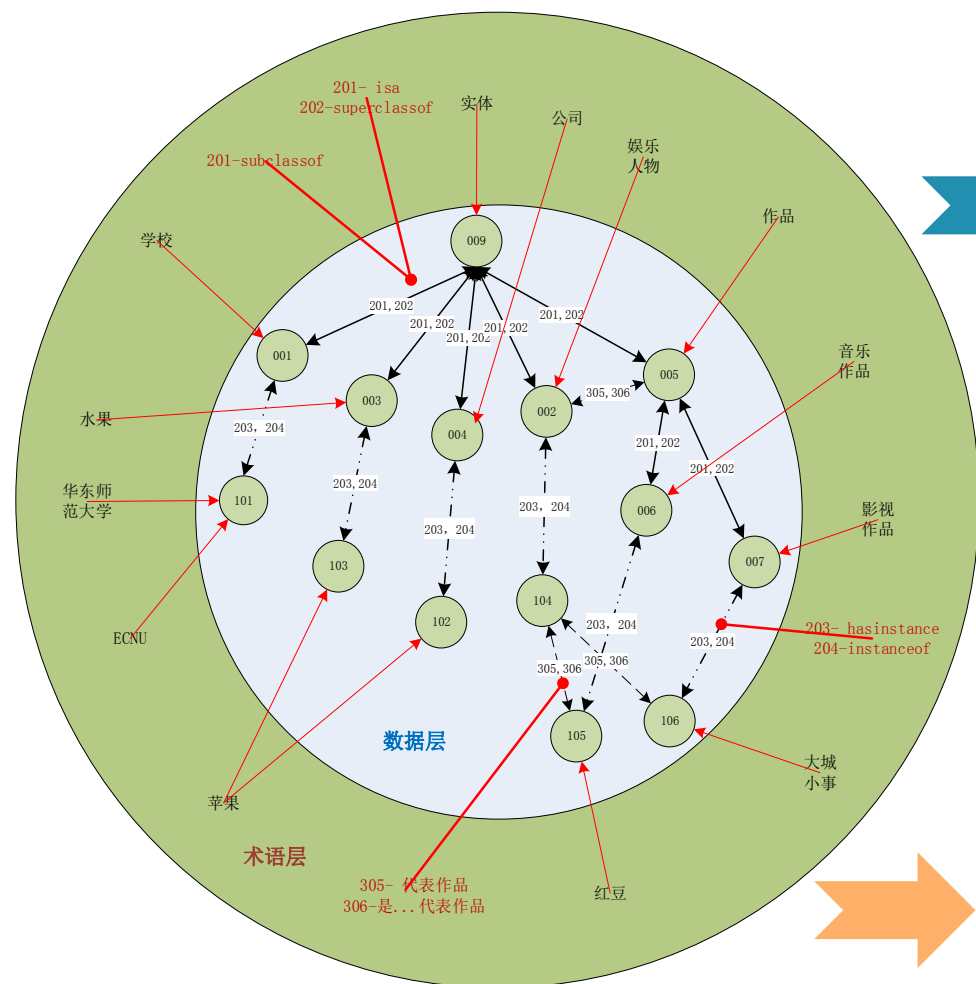 201- isa
202-superclassof
实体
公司
娱乐
人物
201-subclassof
作品
学校
009
201,202
201,202
201,202
201,202
201,202
001
003
004
002
005
305,306
音乐
作品
水果
203, 204
201,202
201,202
203,204
华东师
范大学
101
203, 204
203, 204
006
影视
作品
103
007
104
102
ECNU
203, 204
203,204
203- hasinstance
204-instanceof
305,306
305,306
105
106
数据层
大城
小事
苹果
术语层
305- 代表作品
306-是...代表作品
红豆